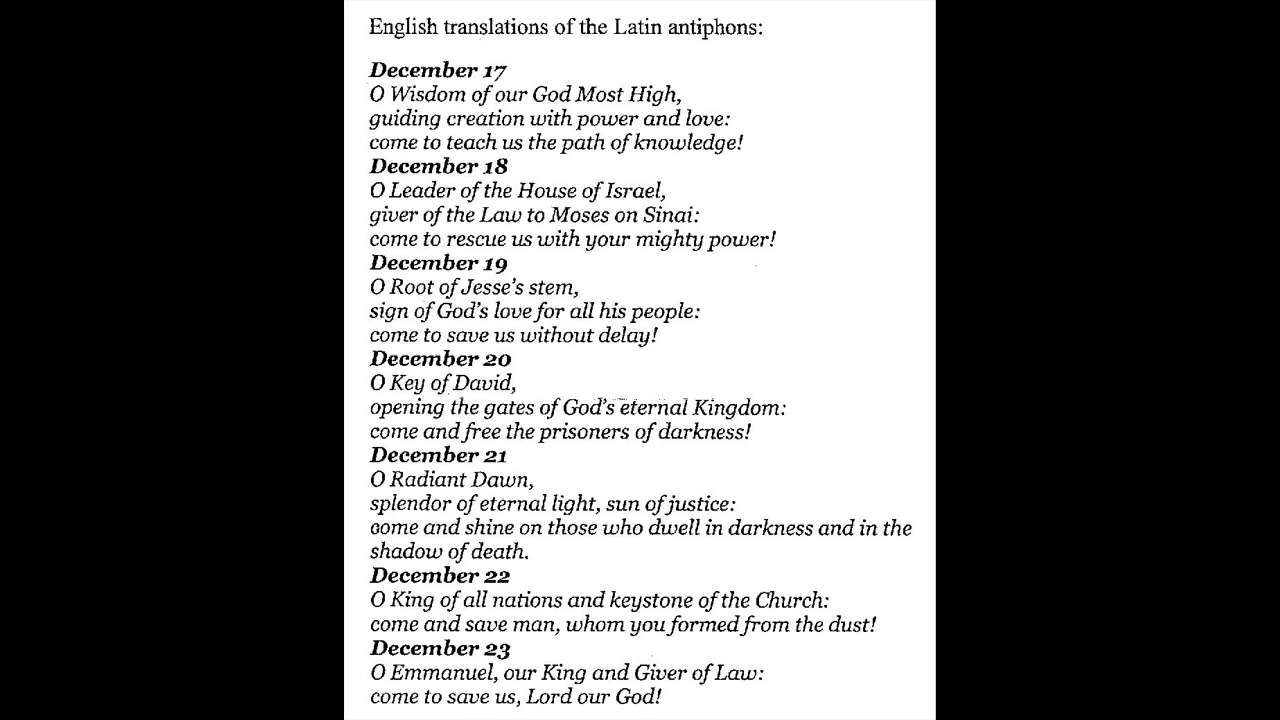 English translations of the Latin antiphons:
December 17
O Wisdom of our God Most High,
guiding creation with power and love:
come to teach us the path of knowledge!
December 18
O Leader of the House of Israel,
giver of the Law to Moses on Sinai:
come to rescue us with your mighty power!
December 19
O Root of Jesse's stem,
sign of God's love for all his people:
come to save us without delay!
December 20
O Key of David,
opening the gates of God's eternal Kingdom:
come and free the prisoners of darkness!
December 21
O Radiant Dawn,
splendor of eternal light, sun of justice:
come and shine on those who dwell in darkness and in the
shadow of death.
December 22
O King of all nations and keystone of the Church:
come and save man, whom you formed from the dust!
December 23
O Emmanuel, our King and Giver of Law:
come to save us, Lord our God!